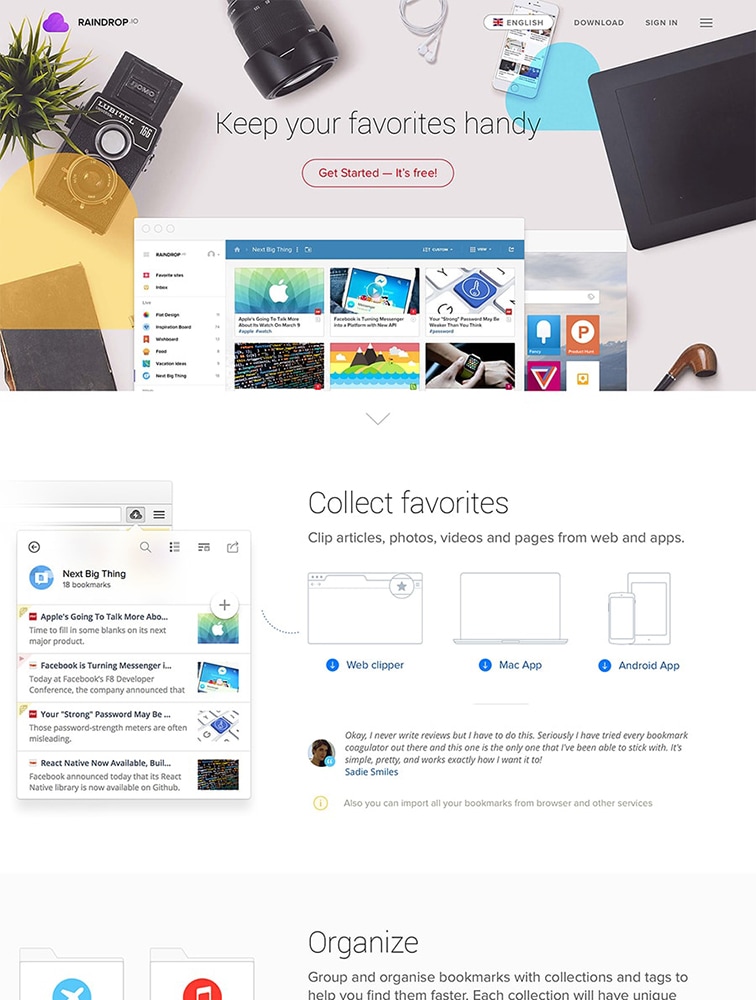 RAINDROP.IO
ENGLISH
DOWNLOAD
SIGN IN
LUBITEL
166
Keep your favorites handy
Get Started — It's free!
RAINDROP
Favorite sites
Inbox
Live
Flat Design
Inspiration Board
Wishboard
Food
Vacation ideas
Next Big Thing
Next Big Thing
CUSTOM
VIEW
Apple's Going To Talk More
About Its Watch On March 9
#apple #watch
Facebook is Turning Messenger
into a Platform with New API
Your "Strong" Password May Be
Weaker Than You Think
#password
Fancy
Product Hunt
Next Big Thing
18 bookmarks
Apple's Going To Talk More Abo...
Time to fill in some blanks on its next
major product.
Facebook is Turning Messenger i...
Today at Facebook's F8 Developer
Conference, the company announced that
Your "Strong" Password May Be ...
Those password-strength meters are often
misleading.
React Native Now Available, Buil...
Facebook announced today that its React
Native library is now available on Github,
Collect favorites
Clip articles, photos, videos and pages from web and apps.
Web clipper
Mac App
Android App
Okay, I never write reviews but I have to do this. Seriously I have tried every bookmark
coagulator out there and this one is the only one that I've been able to stick with. It's
simple, pretty, and works exactly how I want it to!
Sadie Smiles
Also you can import all your bookmarks from browser and other services
Organize
Group and organise bookmarks with collections and tags to
help you find them faster. Each collection will have unique